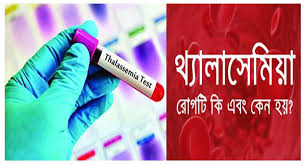 Thalassemia Test
থ্যালাসেমিয়া
রোগটি কি এবং কেন হয়?